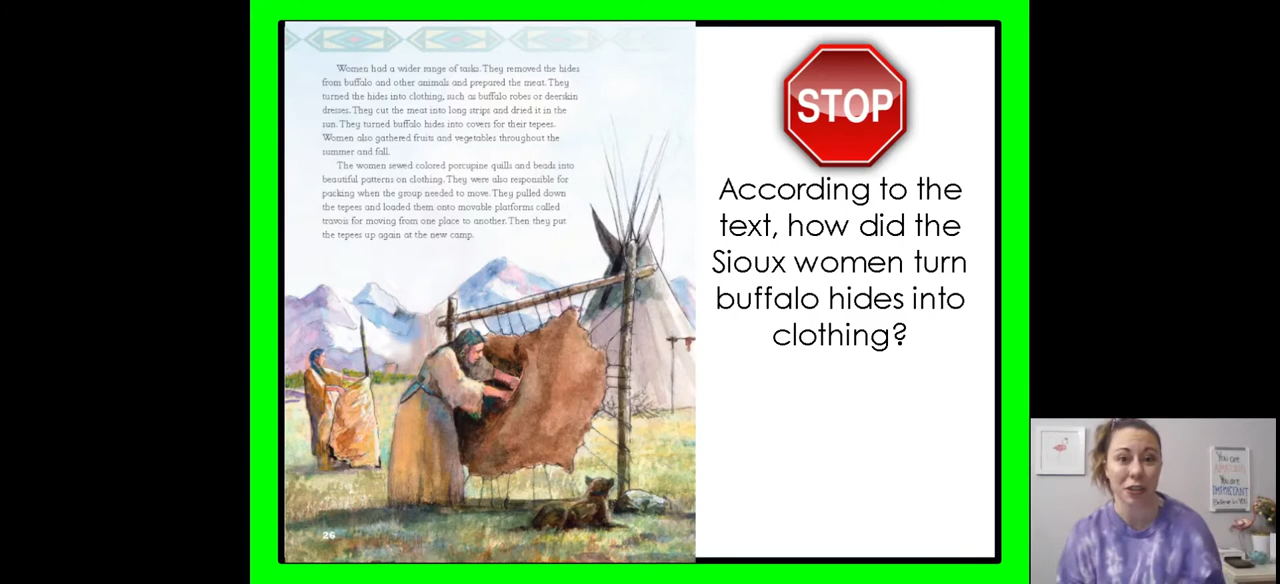 Women had a wider range of tasks. They removed the hides
from buffalo and other animals and prepared the meat. They
turned the hides into clothing, such as buffalo robes or deerskin
dresses. They cut the meat into long strips and dried it in the
sun. They turned buffalo hides into covers for their tepees.
Women also gathered fruits and vegetables throughout the
summer and fall.
The women sewed colored porcupine quills and beads into
beautiful patterns on clothing. They were also responsible for
packing when the group needed to move. They pulled down
the tepees and loaded them onto movable platforms called
travois for moving from one place to another. Then they put
the tepees up again at the new camp.
26
STOP
According to the
text, how did the
Sioux women turn
buffalo hides into
clothing?
You are
AMAZING
You are
IMPORTANT